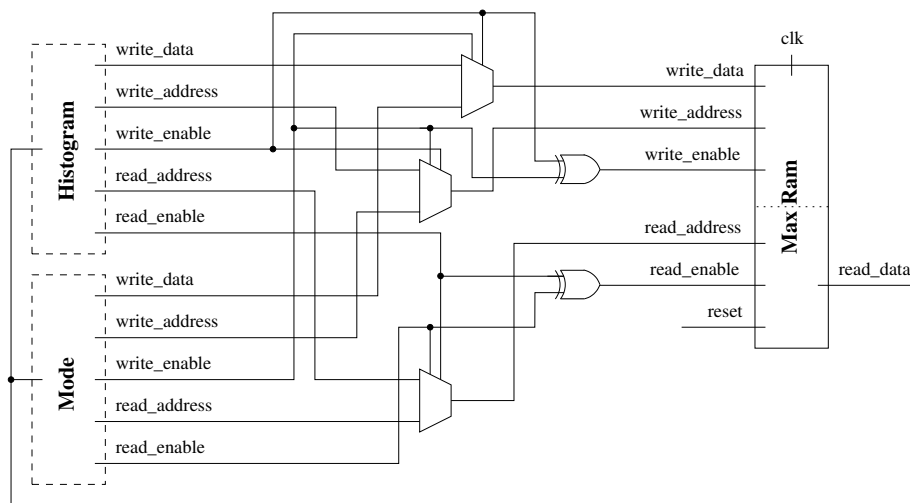 Histogram
write_data
write_address
write_enable
read_address
read_enable
Mode
write_data
write_address
write_enable
read_address
read_enable
clk
write_data
write_address
write_enable
read_address
read_enable
reset
Max Ram
read_data